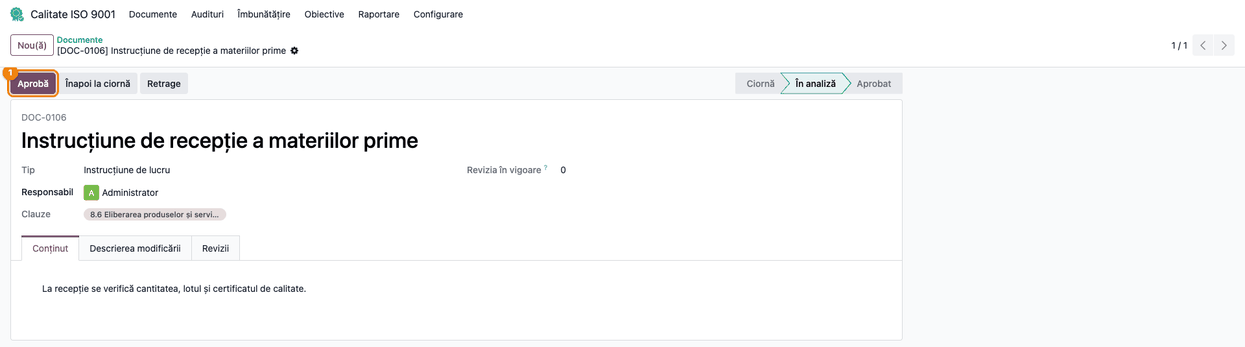 Calitate ISO 9001 Documente Audituri Îmbunătățire Obiective Raportare Configurare
Nou(ă) Documente
[DOC-0106] Instrucțiune de recepție a materiilor prime 1 / 1
1
Aprobă Înapoi la ciornă Retrage Ciornă În analiză Aprobat
DOC-0106
Instrucțiune de recepție a materiilor prime
Tip Instrucțiune de lucru Revizia în vigoare ? 0
Responsabil A Administrator
Clauze 8.6 Eliberarea produselor și servi...
Conținut Descrierea modificării Revizii
La recepție se verifică cantitatea, lotul și certificatul de calitate.